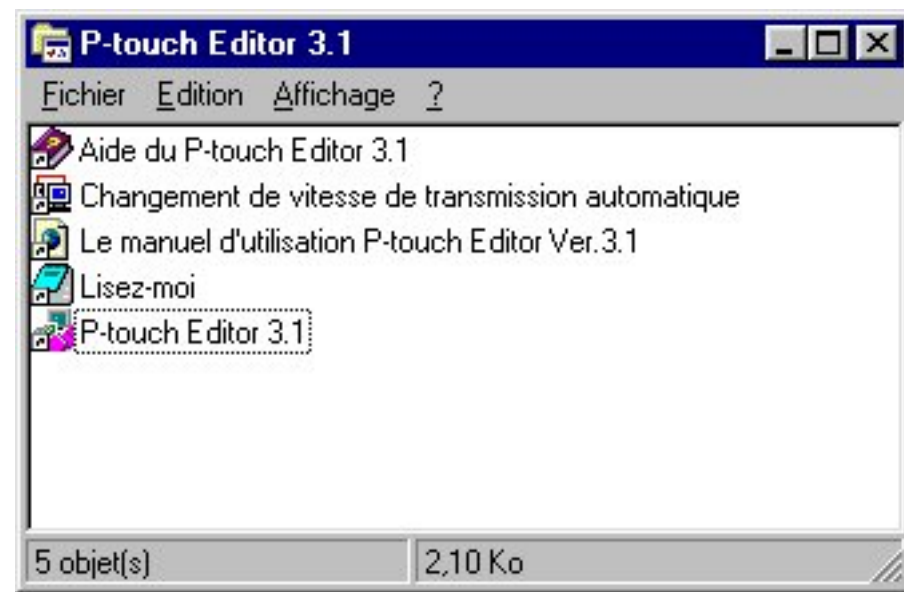 P-touch Editor 3.1
Fichier Edition Affichage ?
Aide du P-touch Editor 3.1
Changement de vitesse de transmission automatique
Le manuel d'utilisation P-touch Editor Ver.3.1
Lisez-moi
P-touch Editor 3.1
5 objet(s) 2,10 Ko